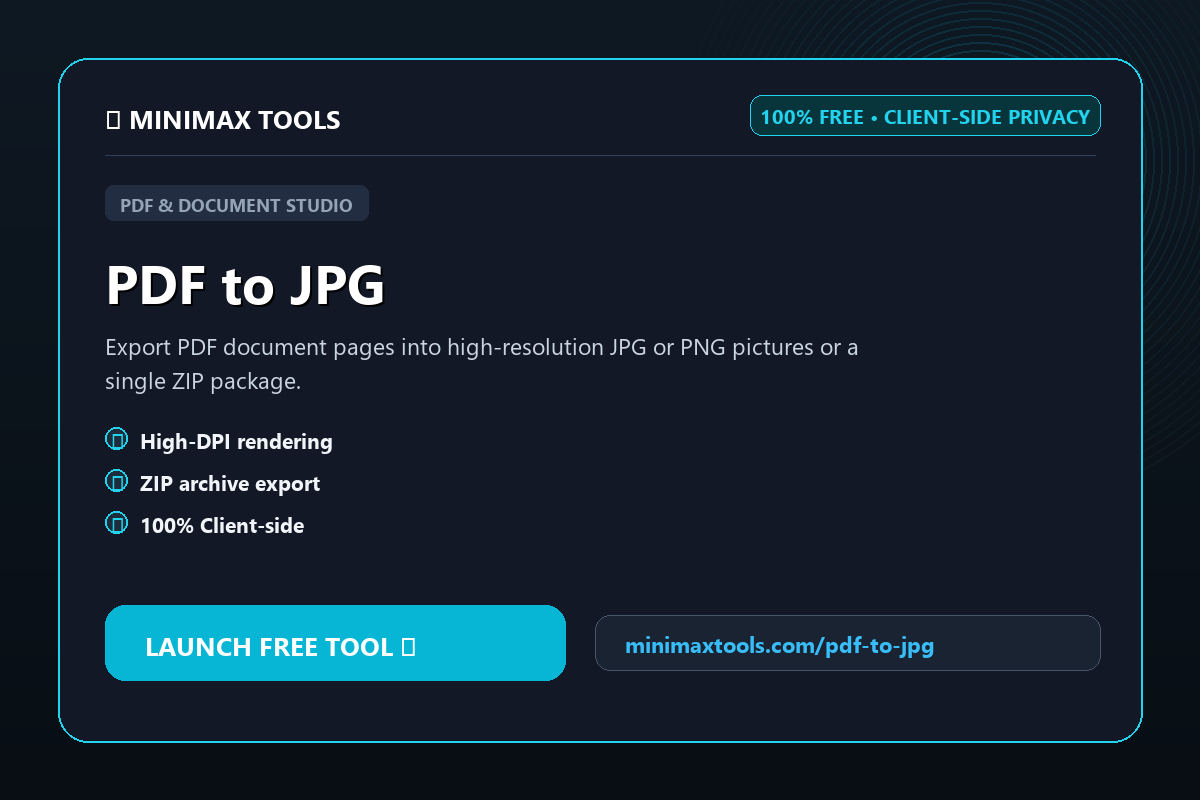 MINIMAX TOOLS
100% FREE • CLIENT-SIDE PRIVACY
PDF & DOCUMENT STUDIO
PDF to JPG
Export PDF document pages into high-resolution JPG or PNG pictures or a
single ZIP package.
High-DPI rendering
ZIP archive export
100% Client-side
LAUNCH FREE TOOL
minimaxtools.com/pdf-to-jpg